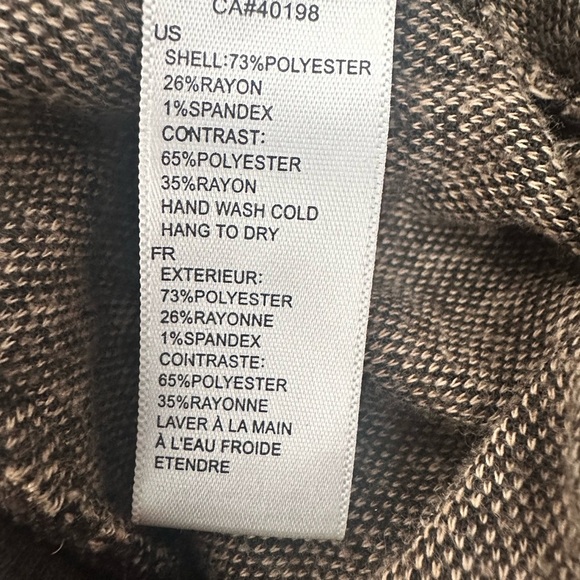 CA#40198
US
SHELL:73%POLYESTER
26%RAYON
1%SPANDEX
CONTRAST:
65%POLYESTER
35%RAYON
HAND WASH COLD
HANG TO DRY
FR
EXTERIEUR:
73%POLYESTER
26%RAYONNE
1%SPANDEX
CONTRASTE:
65%POLYESTER
35%RAYONNE
LAVER À LA MAIN
À L'EAU FROIDE
ETENDRE